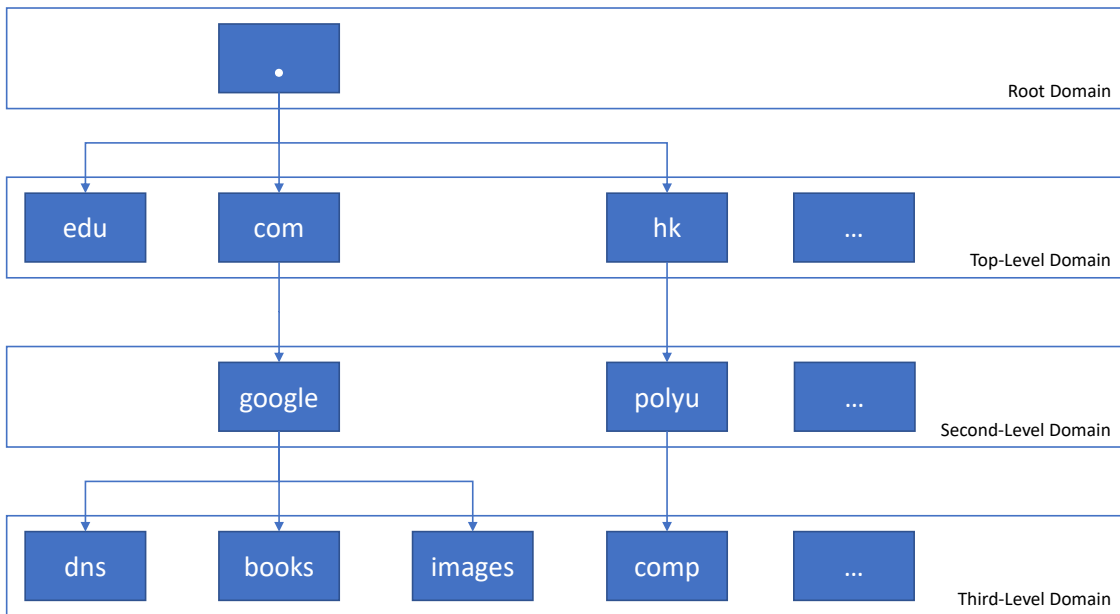 .
Root Domain
edu
com
hk
...
Top-Level Domain
google
polyu
...
Second-Level Domain
dns
books
images
comp
...
Third-Level Domain